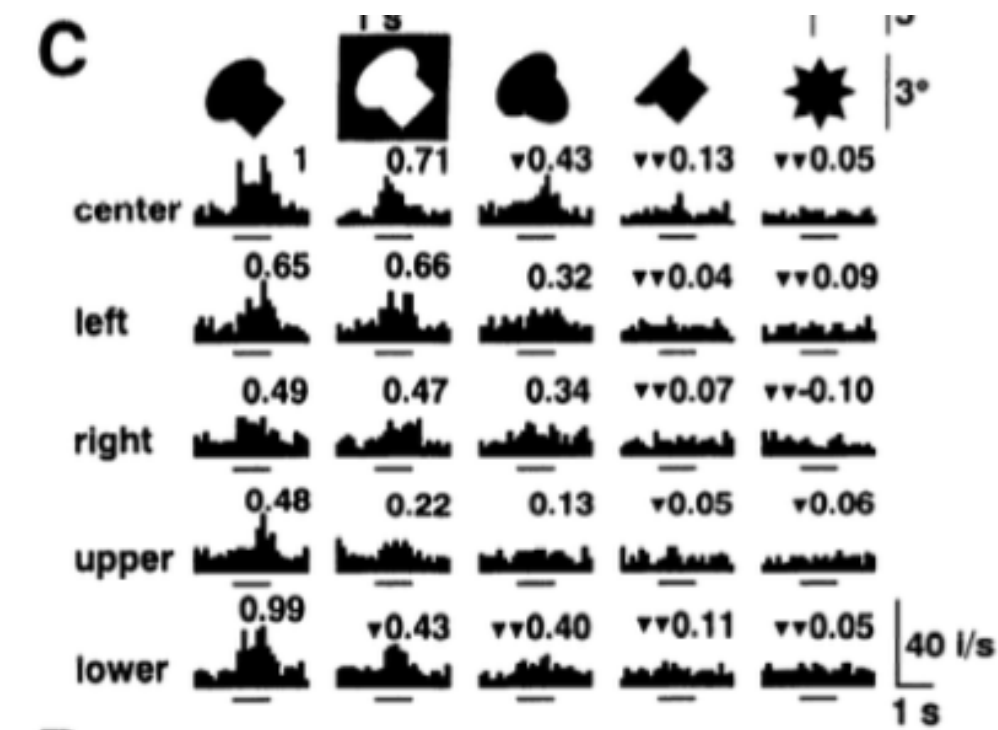 C
1 s
3°
1 0.71 ▼0.43 ▼▼0.13 ▼▼0.05
center
0.65 0.66 0.32 ▼▼0.04 ▼▼0.09
left
0.49 0.47 0.34 ▼▼0.07 ▼▼-0.10
right
0.48 0.22 0.13 ▼0.05 ▼0.06
upper
0.99 ▼0.43 ▼▼0.40 ▼▼0.11 ▼▼0.05
lower
40 i/s
1 s